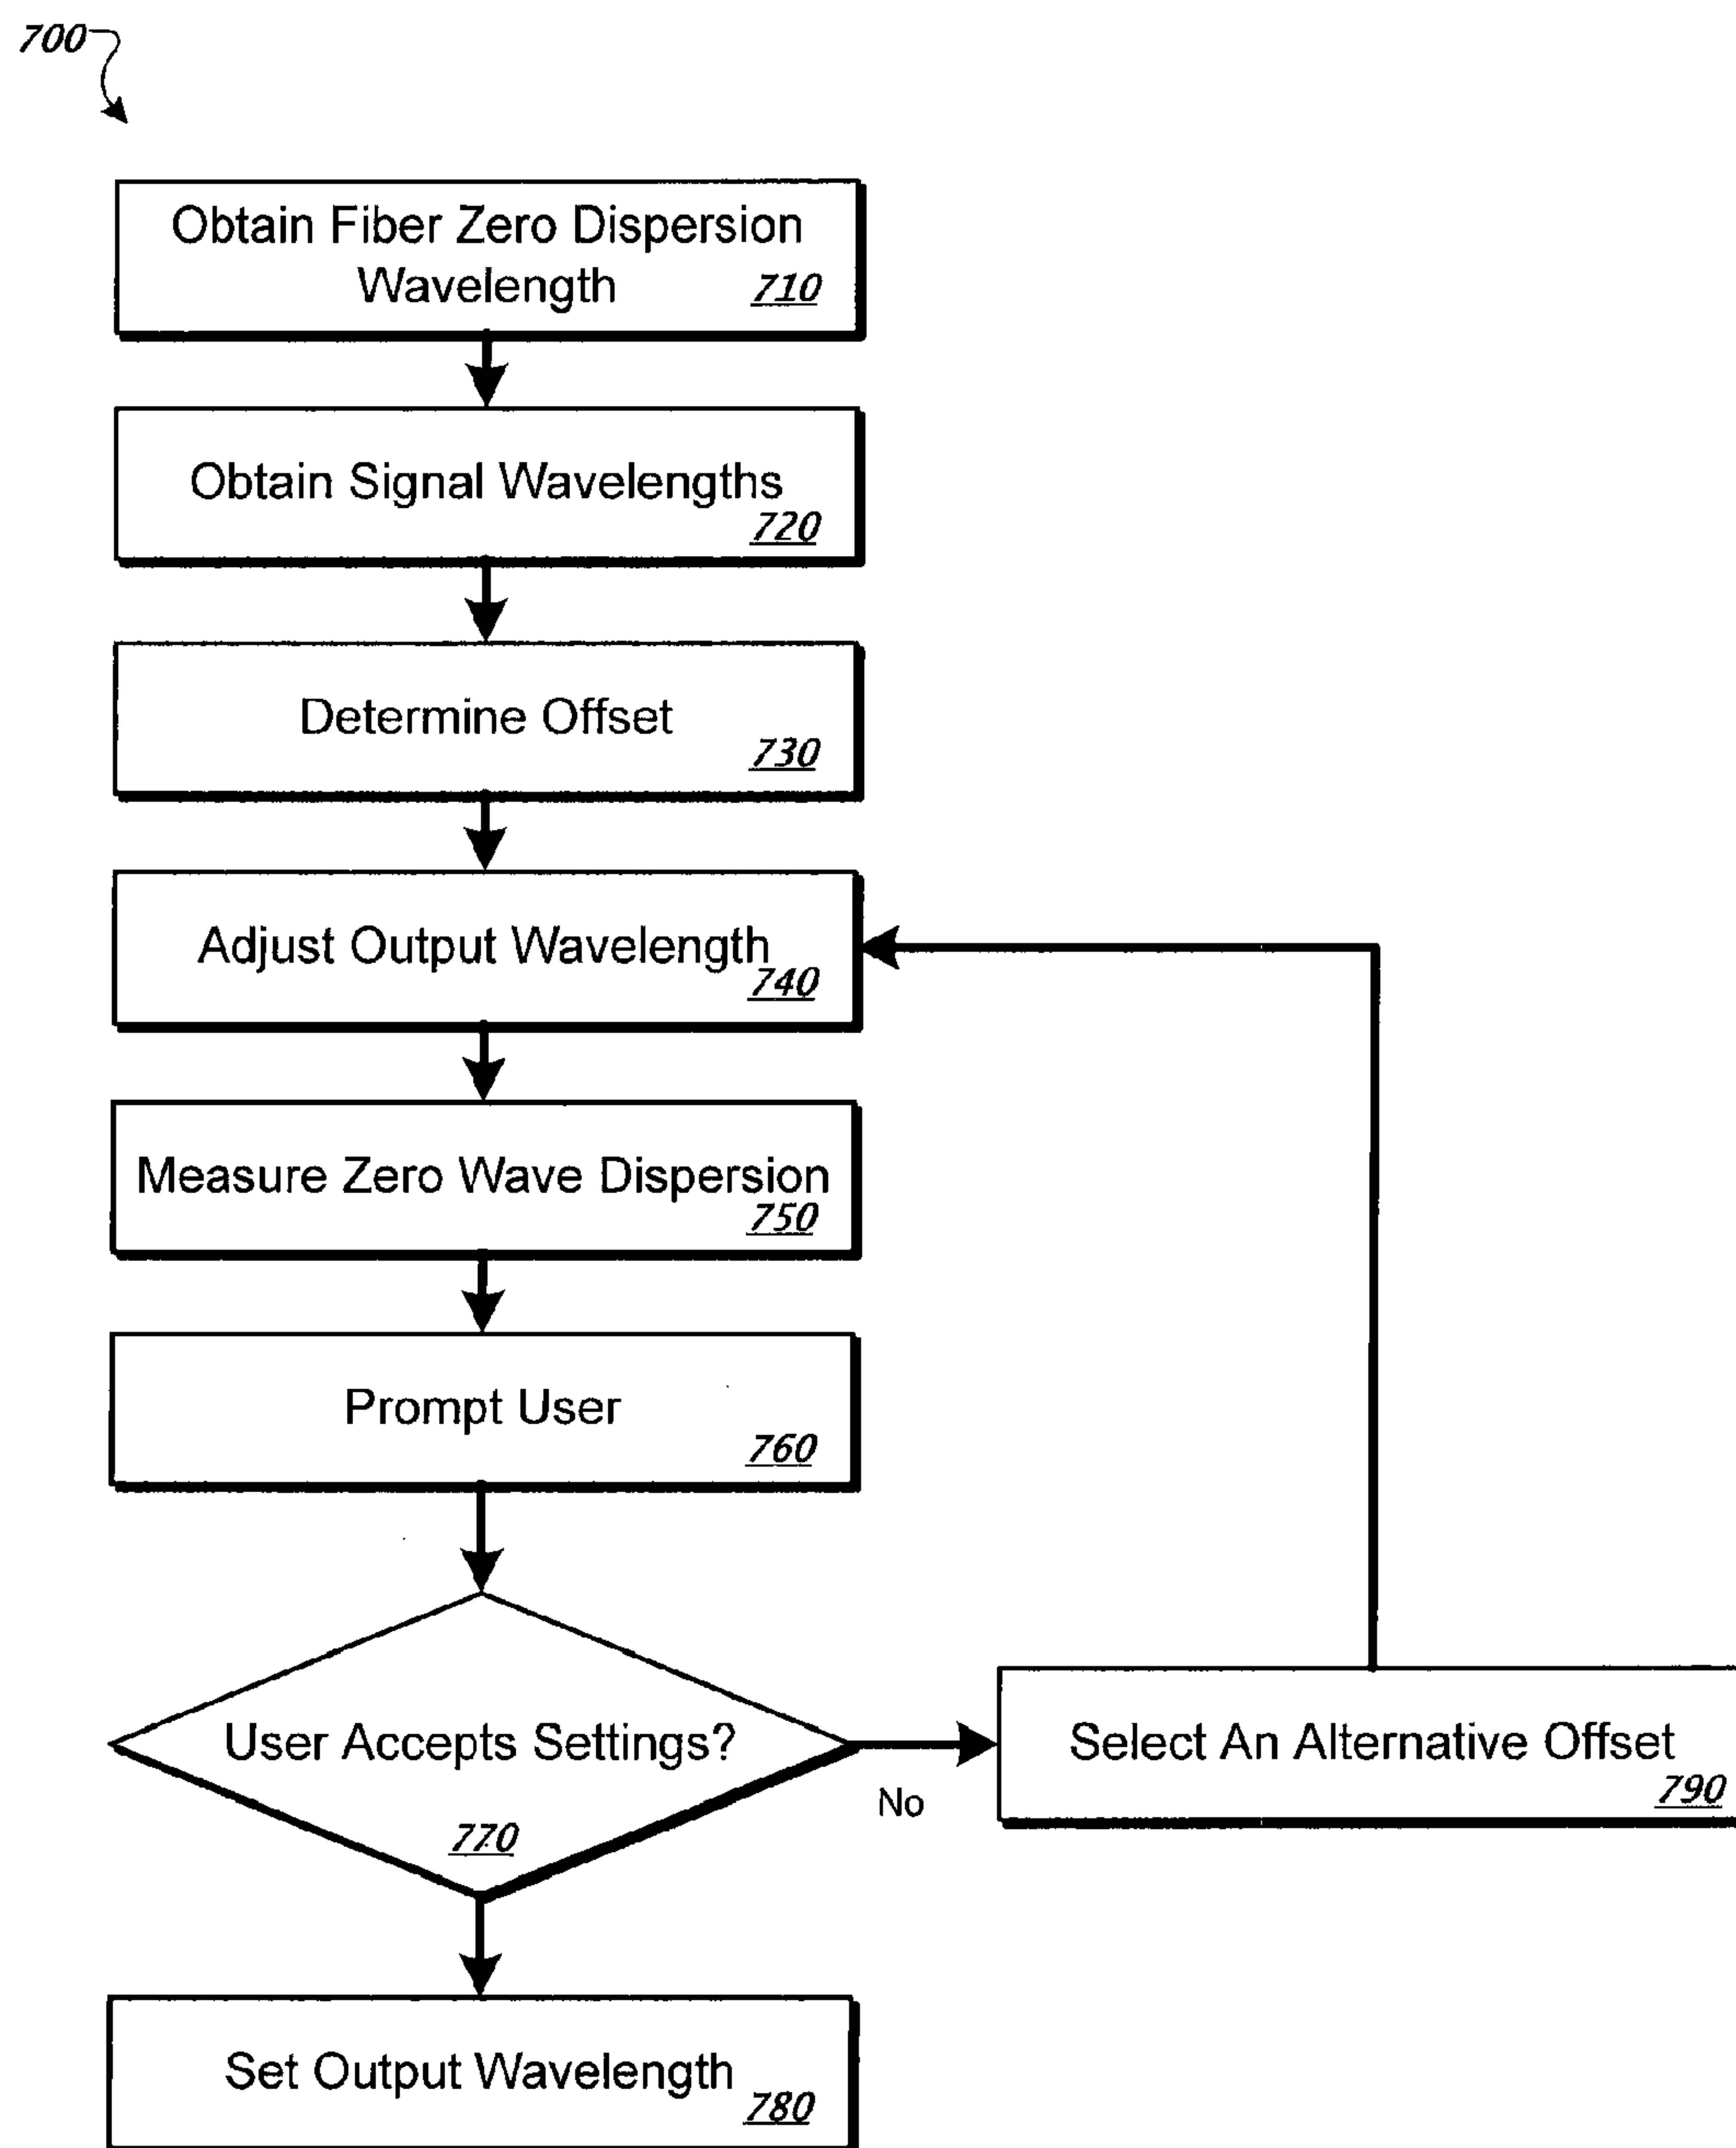 700
Obtain Fiber Zero Dispersion
Wavelength 710
Obtain Signal Wavelengths
720
Determine Offset
730
Adjust Output Wavelength
740
Measure Zero Wave Dispersion
750
Prompt User
760
User Accepts Settings?
770
No
Select An Alternative Offset
790
Set Output Wavelength
780